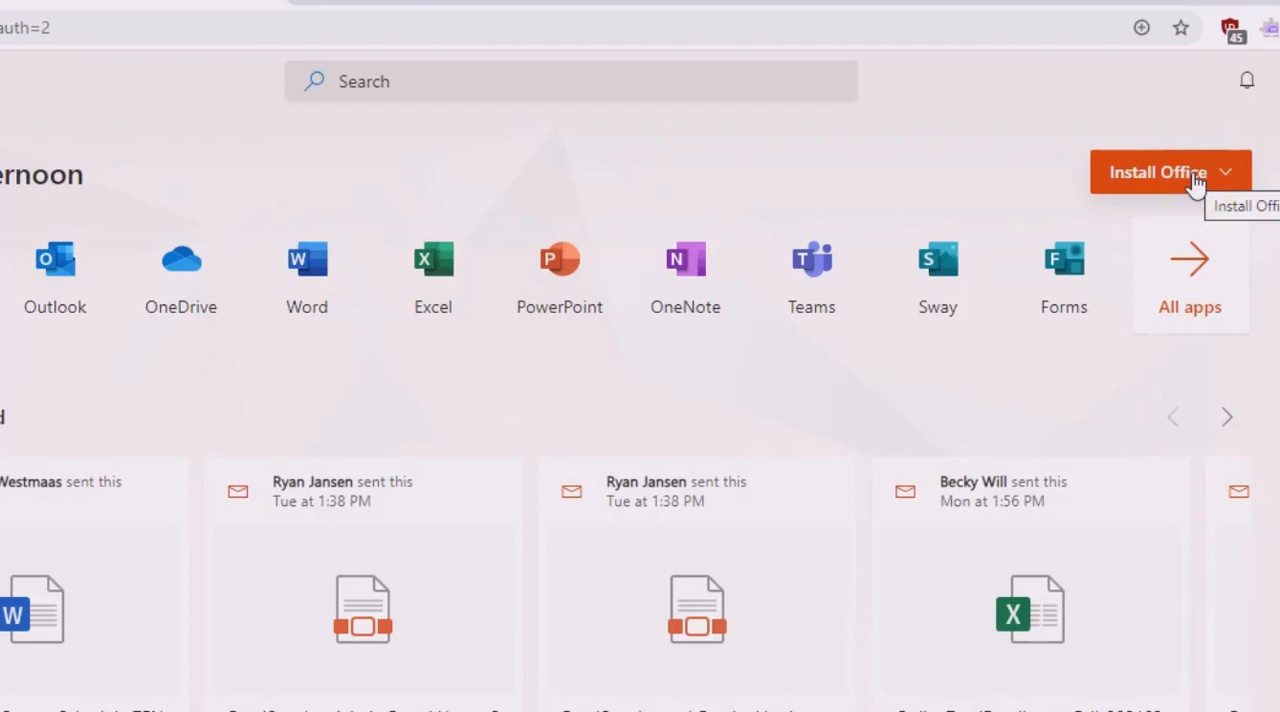 auth=2
45
Search
ernoon
Install Office
Install Offi
O
W
X
P
N
T
S
F
Outlook
OneDrive
Word
Excel
PowerPoint
OneNote
Teams
Sway
Forms
All apps
d
Westmaas sent this
Ryan Jansen sent this
Tue at 1:38 PM
Ryan Jansen sent this
Tue at 1:38 PM
Becky Will sent this
Mon at 1:56 PM
W
X